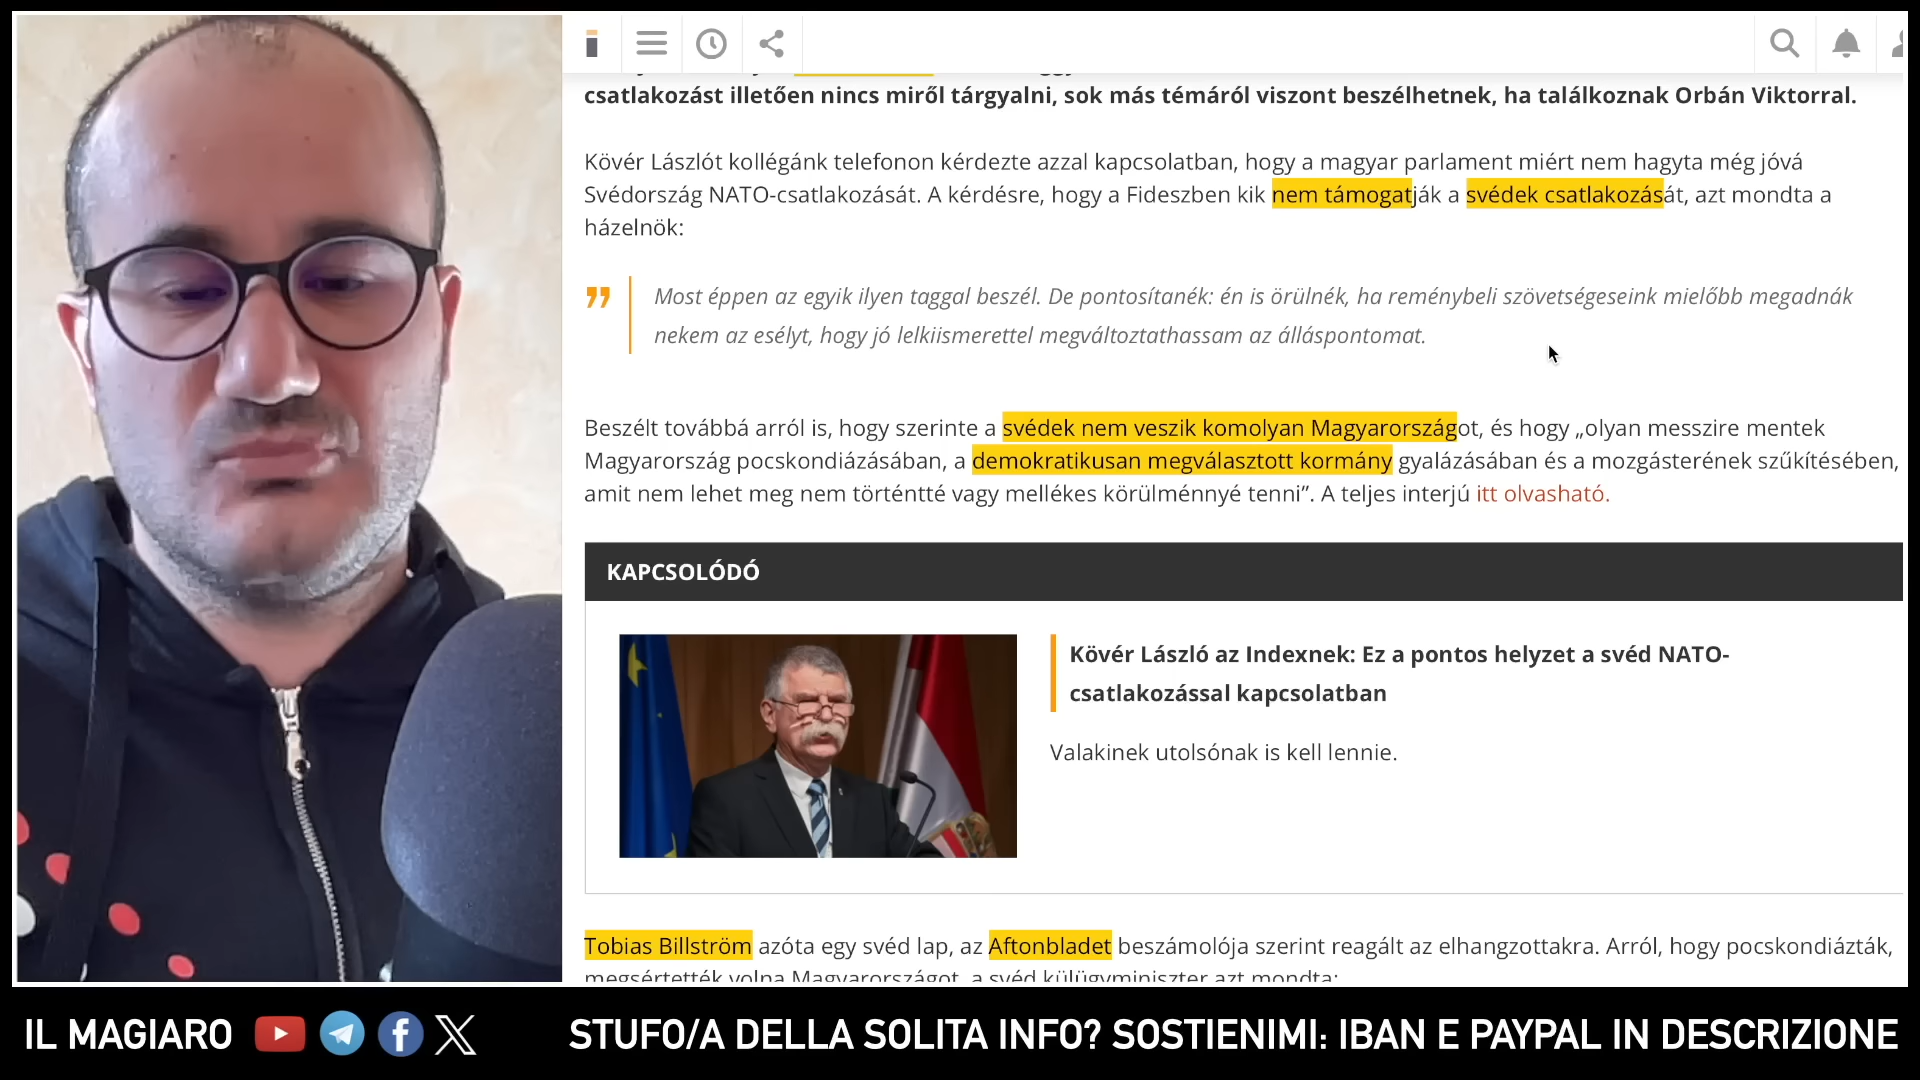 csatlakozást illetően nincs miről tárgyalni, sok más témáról viszont beszélhetnek, ha találkoznak Orbán Viktorral.
Kövér Lászlót kollégánk telefonon kérdezte azzal kapcsolatban, hogy a magyar parlament miért nem hagyta még jóvá
Svédország NATO-csatlakozását. A kérdésre, hogy a Fideszben kik nem támogatják a svédek csatlakozását, azt mondta a
házelnök:
Most éppen az egyik ilyen taggal beszél. De pontosítanék: én is örülnék, ha reménybeli szövetségeseink mielőbb megadnák
nekem az esélyt, hogy jó lelkiismerettel megváltoztathassam az álláspontomat.
Beszélt továbbá arról is, hogy szerinte a svédek nem veszik komolyan Magyarországot, és hogy „olyan messzire mentek
Magyarország pocskondiázásában, a demokratikusan megválasztott kormány gyalázásában és a mozgásterének szűkítésében,
amit nem lehet meg nem történtté vagy mellékes körülménnyé tenni”. A teljes interjú itt olvasható.
KAPCSOLÓDÓ
Kövér László az Indexnek: Ez a pontos helyzet a svéd NATO-
csatlakozással kapcsolatban
Valakinek utolsónak is kell lennie.
Tobias Billström azóta egy svéd lap, az Aftonbladet beszámolója szerint reagált az elhangzottakra. Arról, hogy pocskondiázták,
megsértették volna Magyarországot, a svéd külügyminiszter azt mondta:
IL MAGIARO
STUFO/A DELLA SOLITA INFO? SOSTIENIMI: IBAN E PAYPAL IN DESCRIZIONE